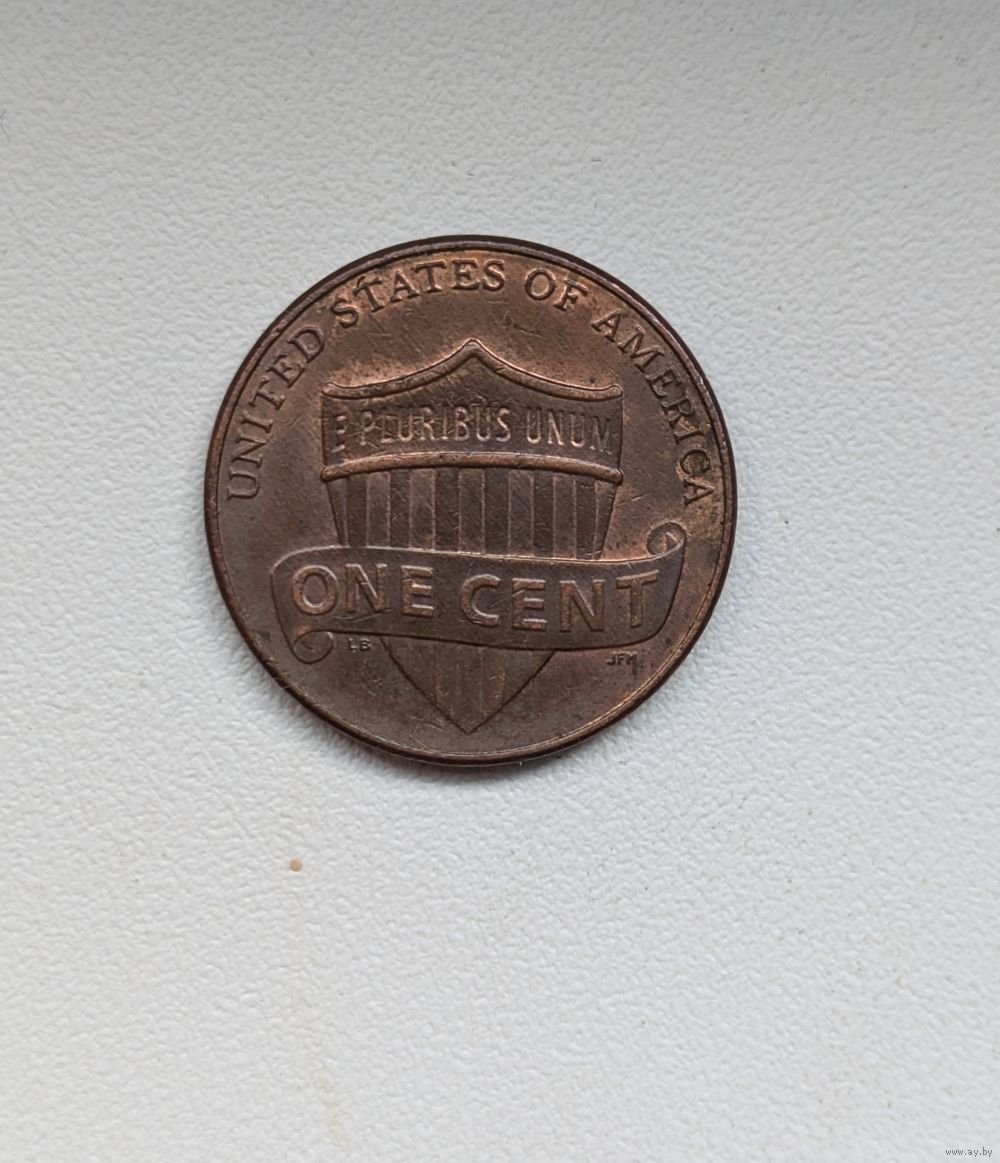 UNITED STATES OF AMERICA
E PLURIBUS UNUM
ONE CENT
LB
JFM
www.ay.by